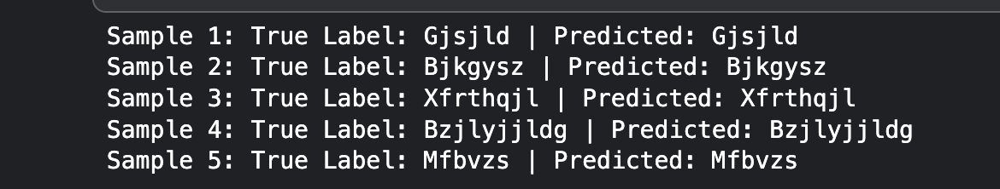 Sample 1: True Label: Gjsjld | Predicted: Gjsjld
Sample 2: True Label: Bjkgysz | Predicted: Bjkgysz
Sample 3: True Label: Xfrthqjl | Predicted: Xfrthqjl
Sample 4: True Label: Bzjlyjjldg | Predicted: Bzjlyjjldg
Sample 5: True Label: Mfbvzs | Predicted: Mfbvzs